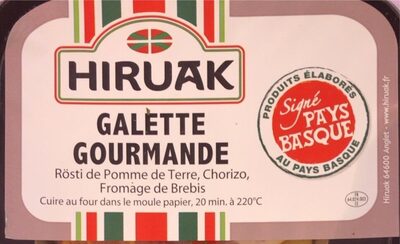 HIRUAK
GALÈTTE
GOURMANDE
Rösti de Pomme de Terre, Chorizo,
Fromage de Brebis
Cuire au four dans le moule papier, 20 min. à 220°C
PRODUITS ÉLABORÉS
Signé
PAYS
BASQUE
AU PAYS BASQUE
Hiruak 64600 Anglet - www.hiruak.fr